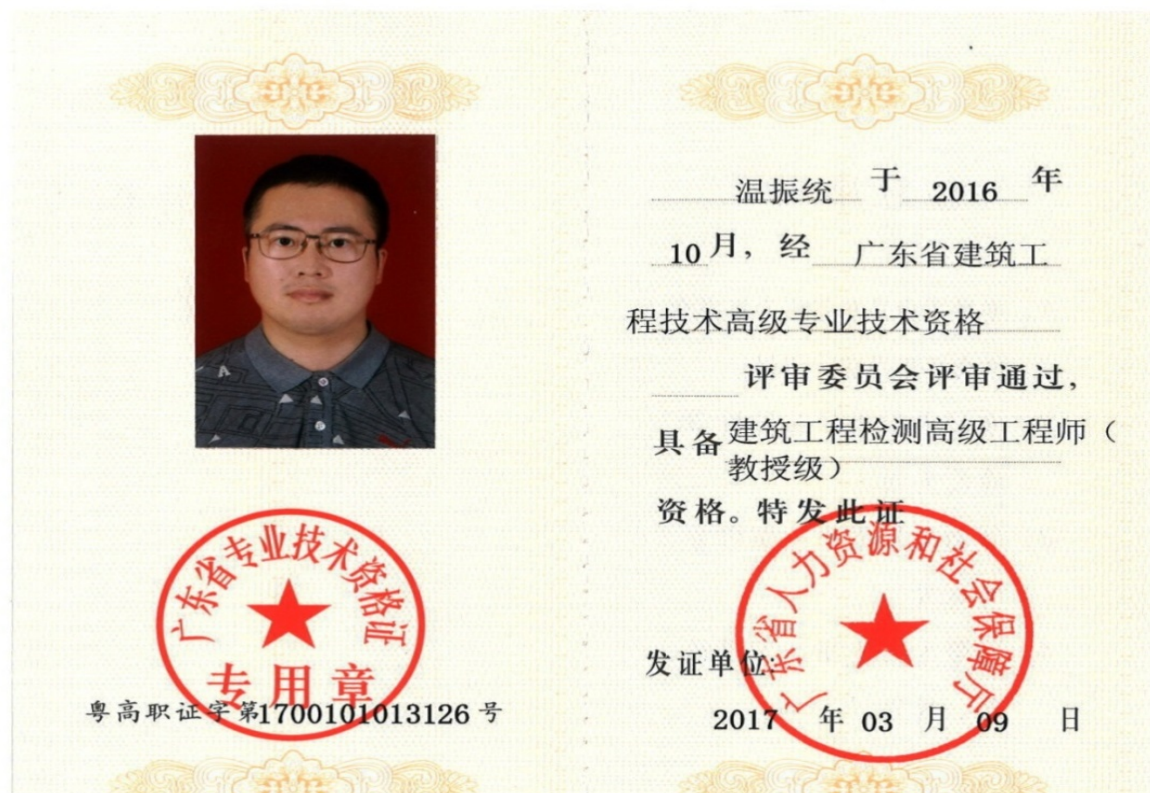 温振统 于 2016 年
10 月，经 广东省建筑工
程技术高级专业技术资格
评审委员会评审通过，
具备 建筑工程检测高级工程师（
教授级）
资格。特发此证
广东省专业技术资格证
专用章
粤高职证字第1700101013126 号
广东省人力资源和社会保障厅
发证单位:
2017 年 03 月 09 日